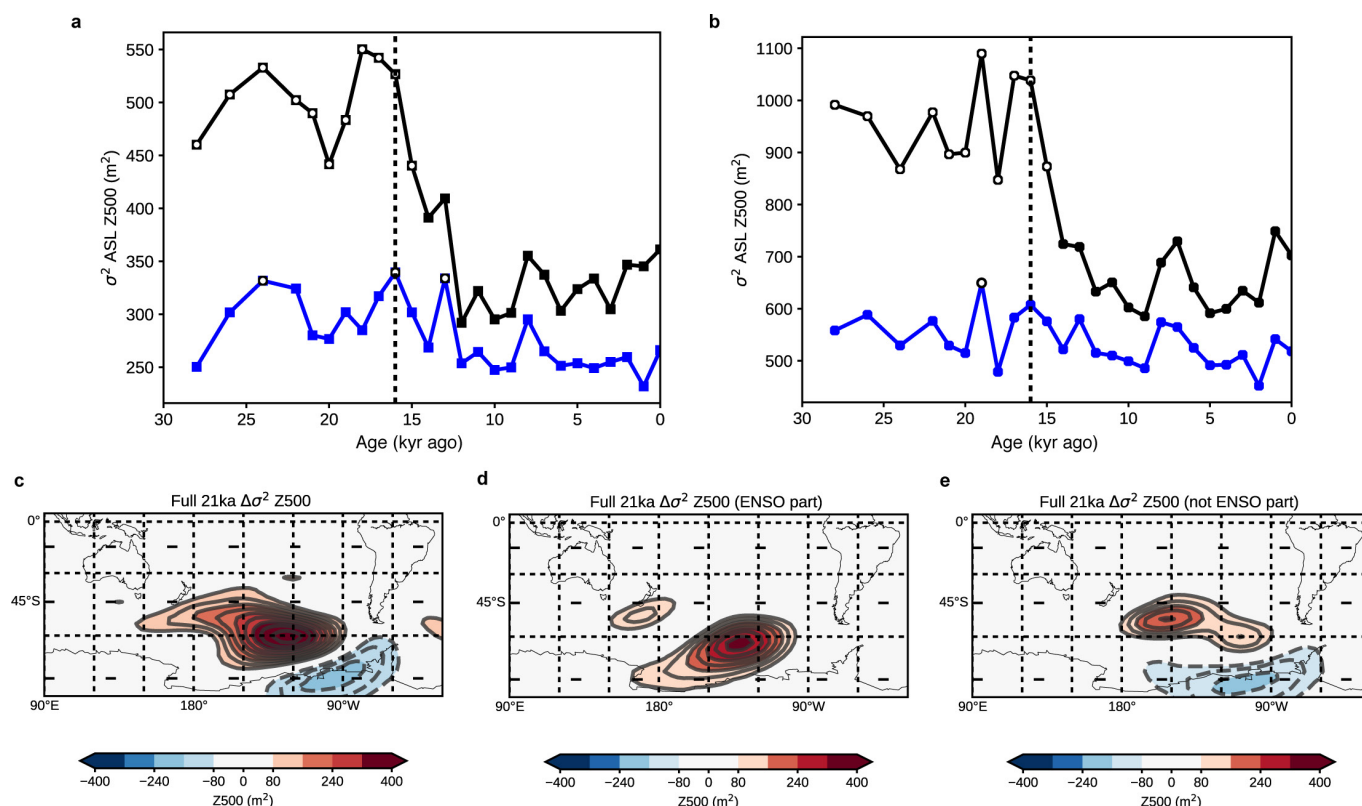 a
b
550
500
450
400
350
300
250
σ² ASL Z500 (m²)
30 25 20 15 10 5 0
Age (kyr ago)
1100
1000
900
800
700
600
500
σ² ASL Z500 (m²)
30 25 20 15 10 5 0
Age (kyr ago)
c
Full 21ka Δσ² Z500
0°
45°S
90°E 180° 90°W
−400 −240 −80 0 80 240 400
Z500 (m²)
d
Full 21ka Δσ² Z500 (ENSO part)
0°
45°S
90°E 180° 90°W
−400 −240 −80 0 80 240 400
Z500 (m²)
e
Full 21ka Δσ² Z500 (not ENSO part)
0°
45°S
90°E 180° 90°W
−400 −240 −80 0 80 240 400
Z500 (m²)